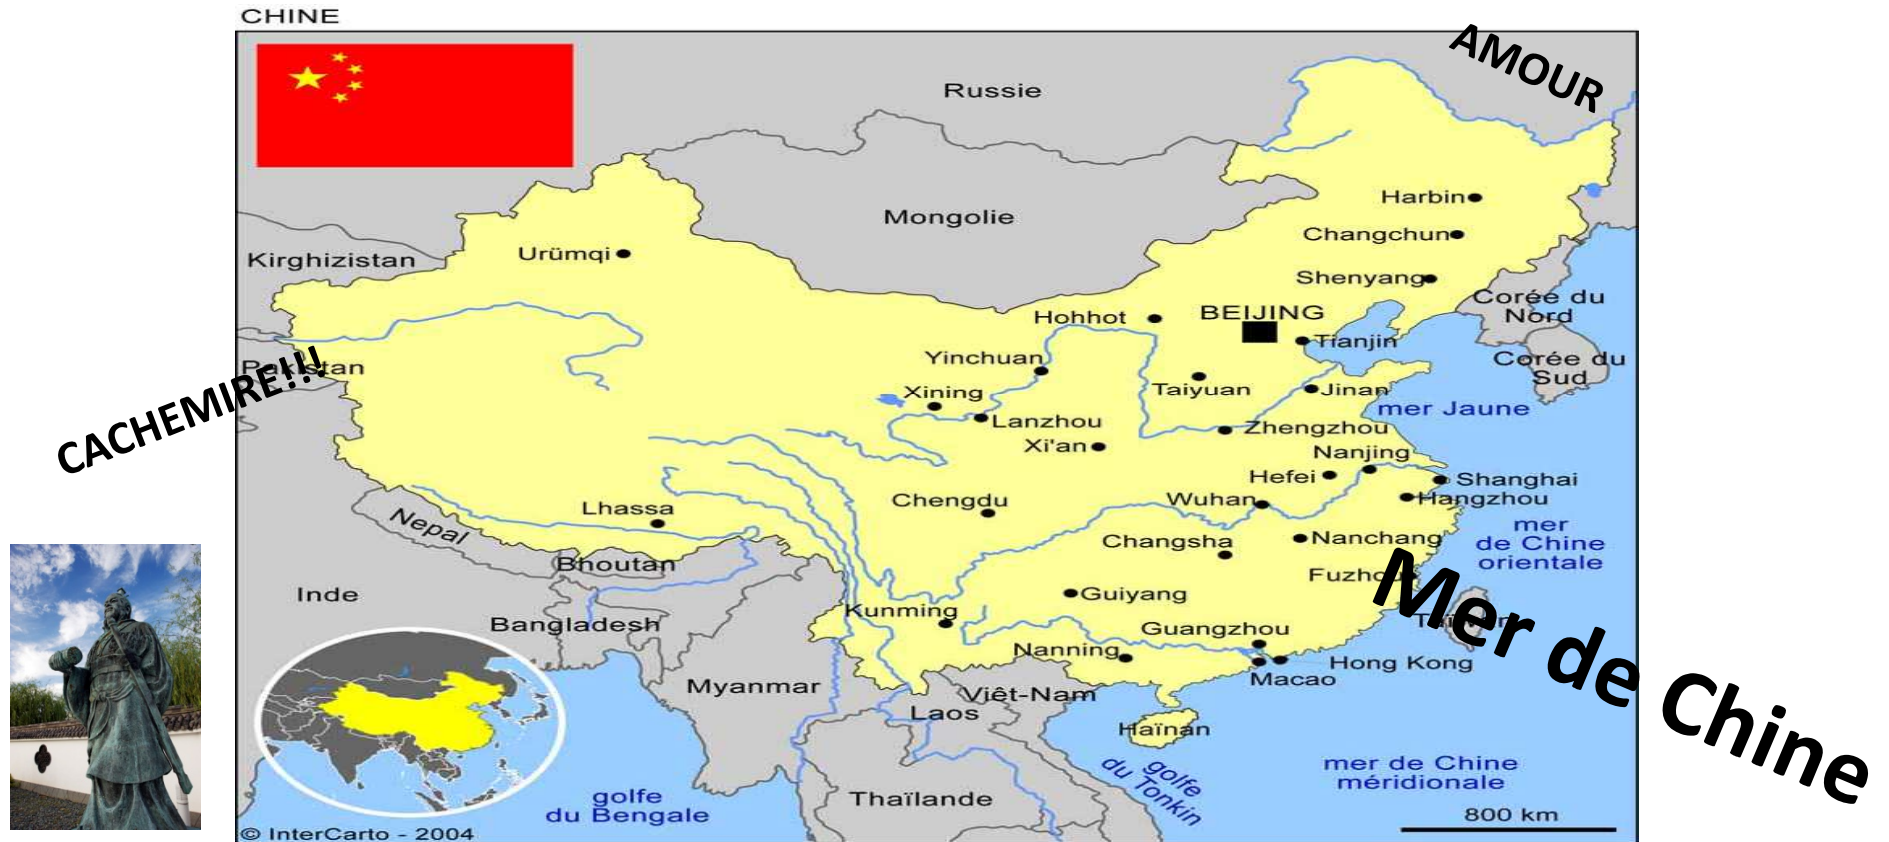 CHINE
AMOUR
Russie
Mongolie
Harbin
Changchun
Shenyang
Kirghizistan
Urümqi
Corée du
Nord
BEIJING
Hohhot
Tianjin
Yinchuan
Pakistan
CACHEMIRE!!!
Corée du
Sud
Xining
Taiyuan
Jinan
mer Jaune
Lanzhou
Zhengzhou
Xi'an
Nanjing
Hefei
Shanghai
Hangzhou
Wuhan
Chengdu
Lhassa
Nepal
mer
de Chine
orientale
Changsha
Nanchang
Bhoutan
Fuzhou
Inde
Guiyang
Kunming
Taïwan
Mer de Chine
Bangladesh
Guangzhou
Nanning
Hong Kong
Macao
Myanmar
Viêt-Nam
Laos
Haïnan
golfe
du Tonkin
mer de Chine
méridionale
golfe
du Bengale
Thaïlande
800 km
© InterCarto - 2004